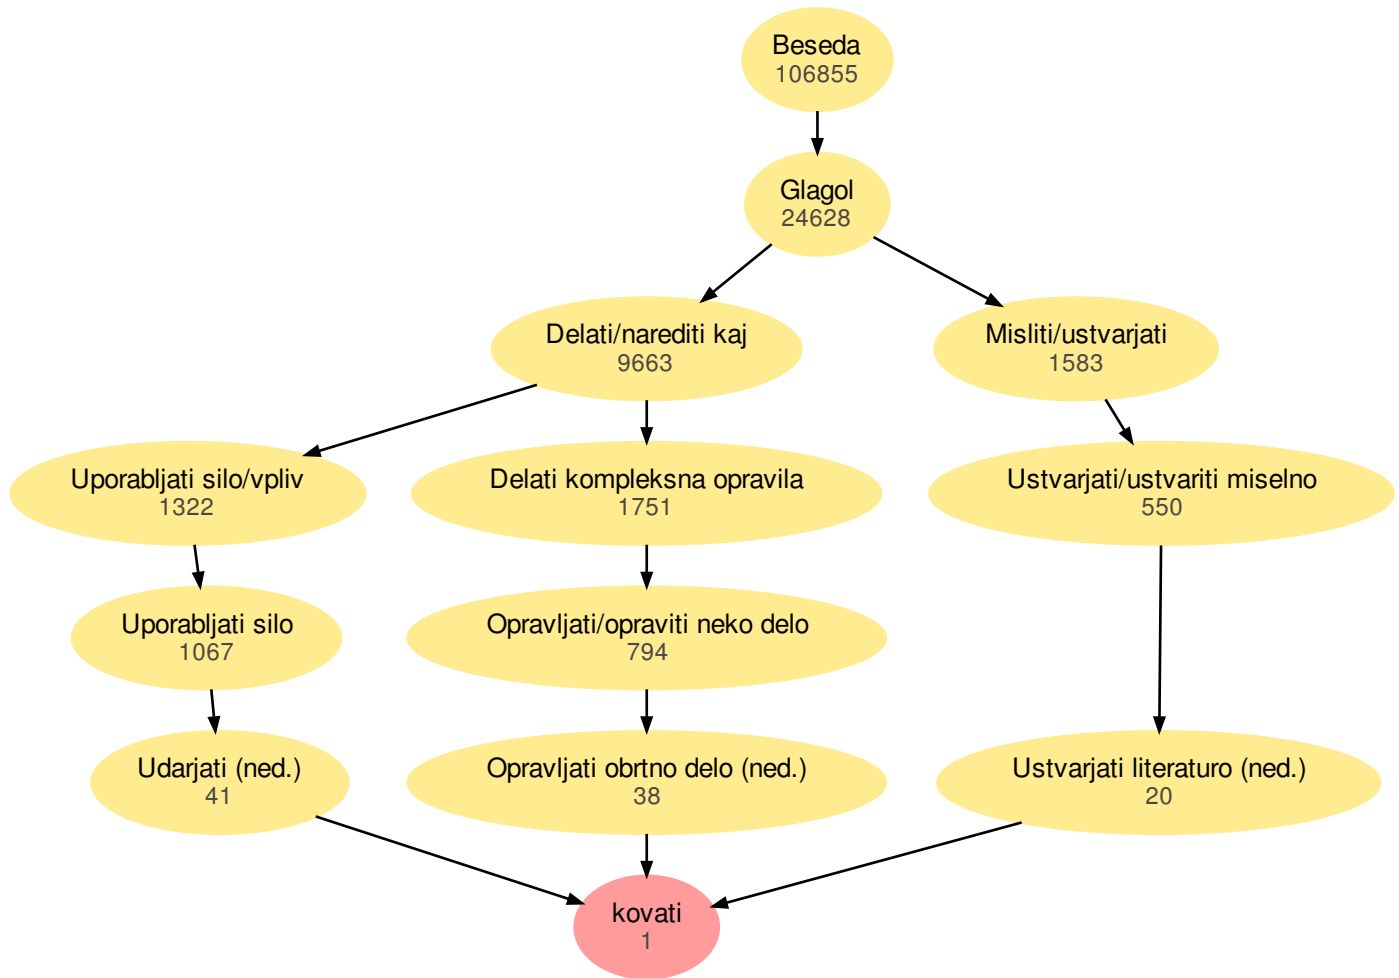 Beseda
106855
Glagol
24628
Delati/narediti kaj
9663
Misliti/ustvarjati
1583
Uporabljati silo/vpliv
1322
Delati kompleksna opravila
1751
Ustvarjati/ustvariti miselno
550
Uporabljati silo
1067
Opravljati/opraviti neko delo
794
Udarjati (ned.)
41
Opravljati obrtno delo (ned.)
38
Ustvarjati literaturo (ned.)
20
kovati
1